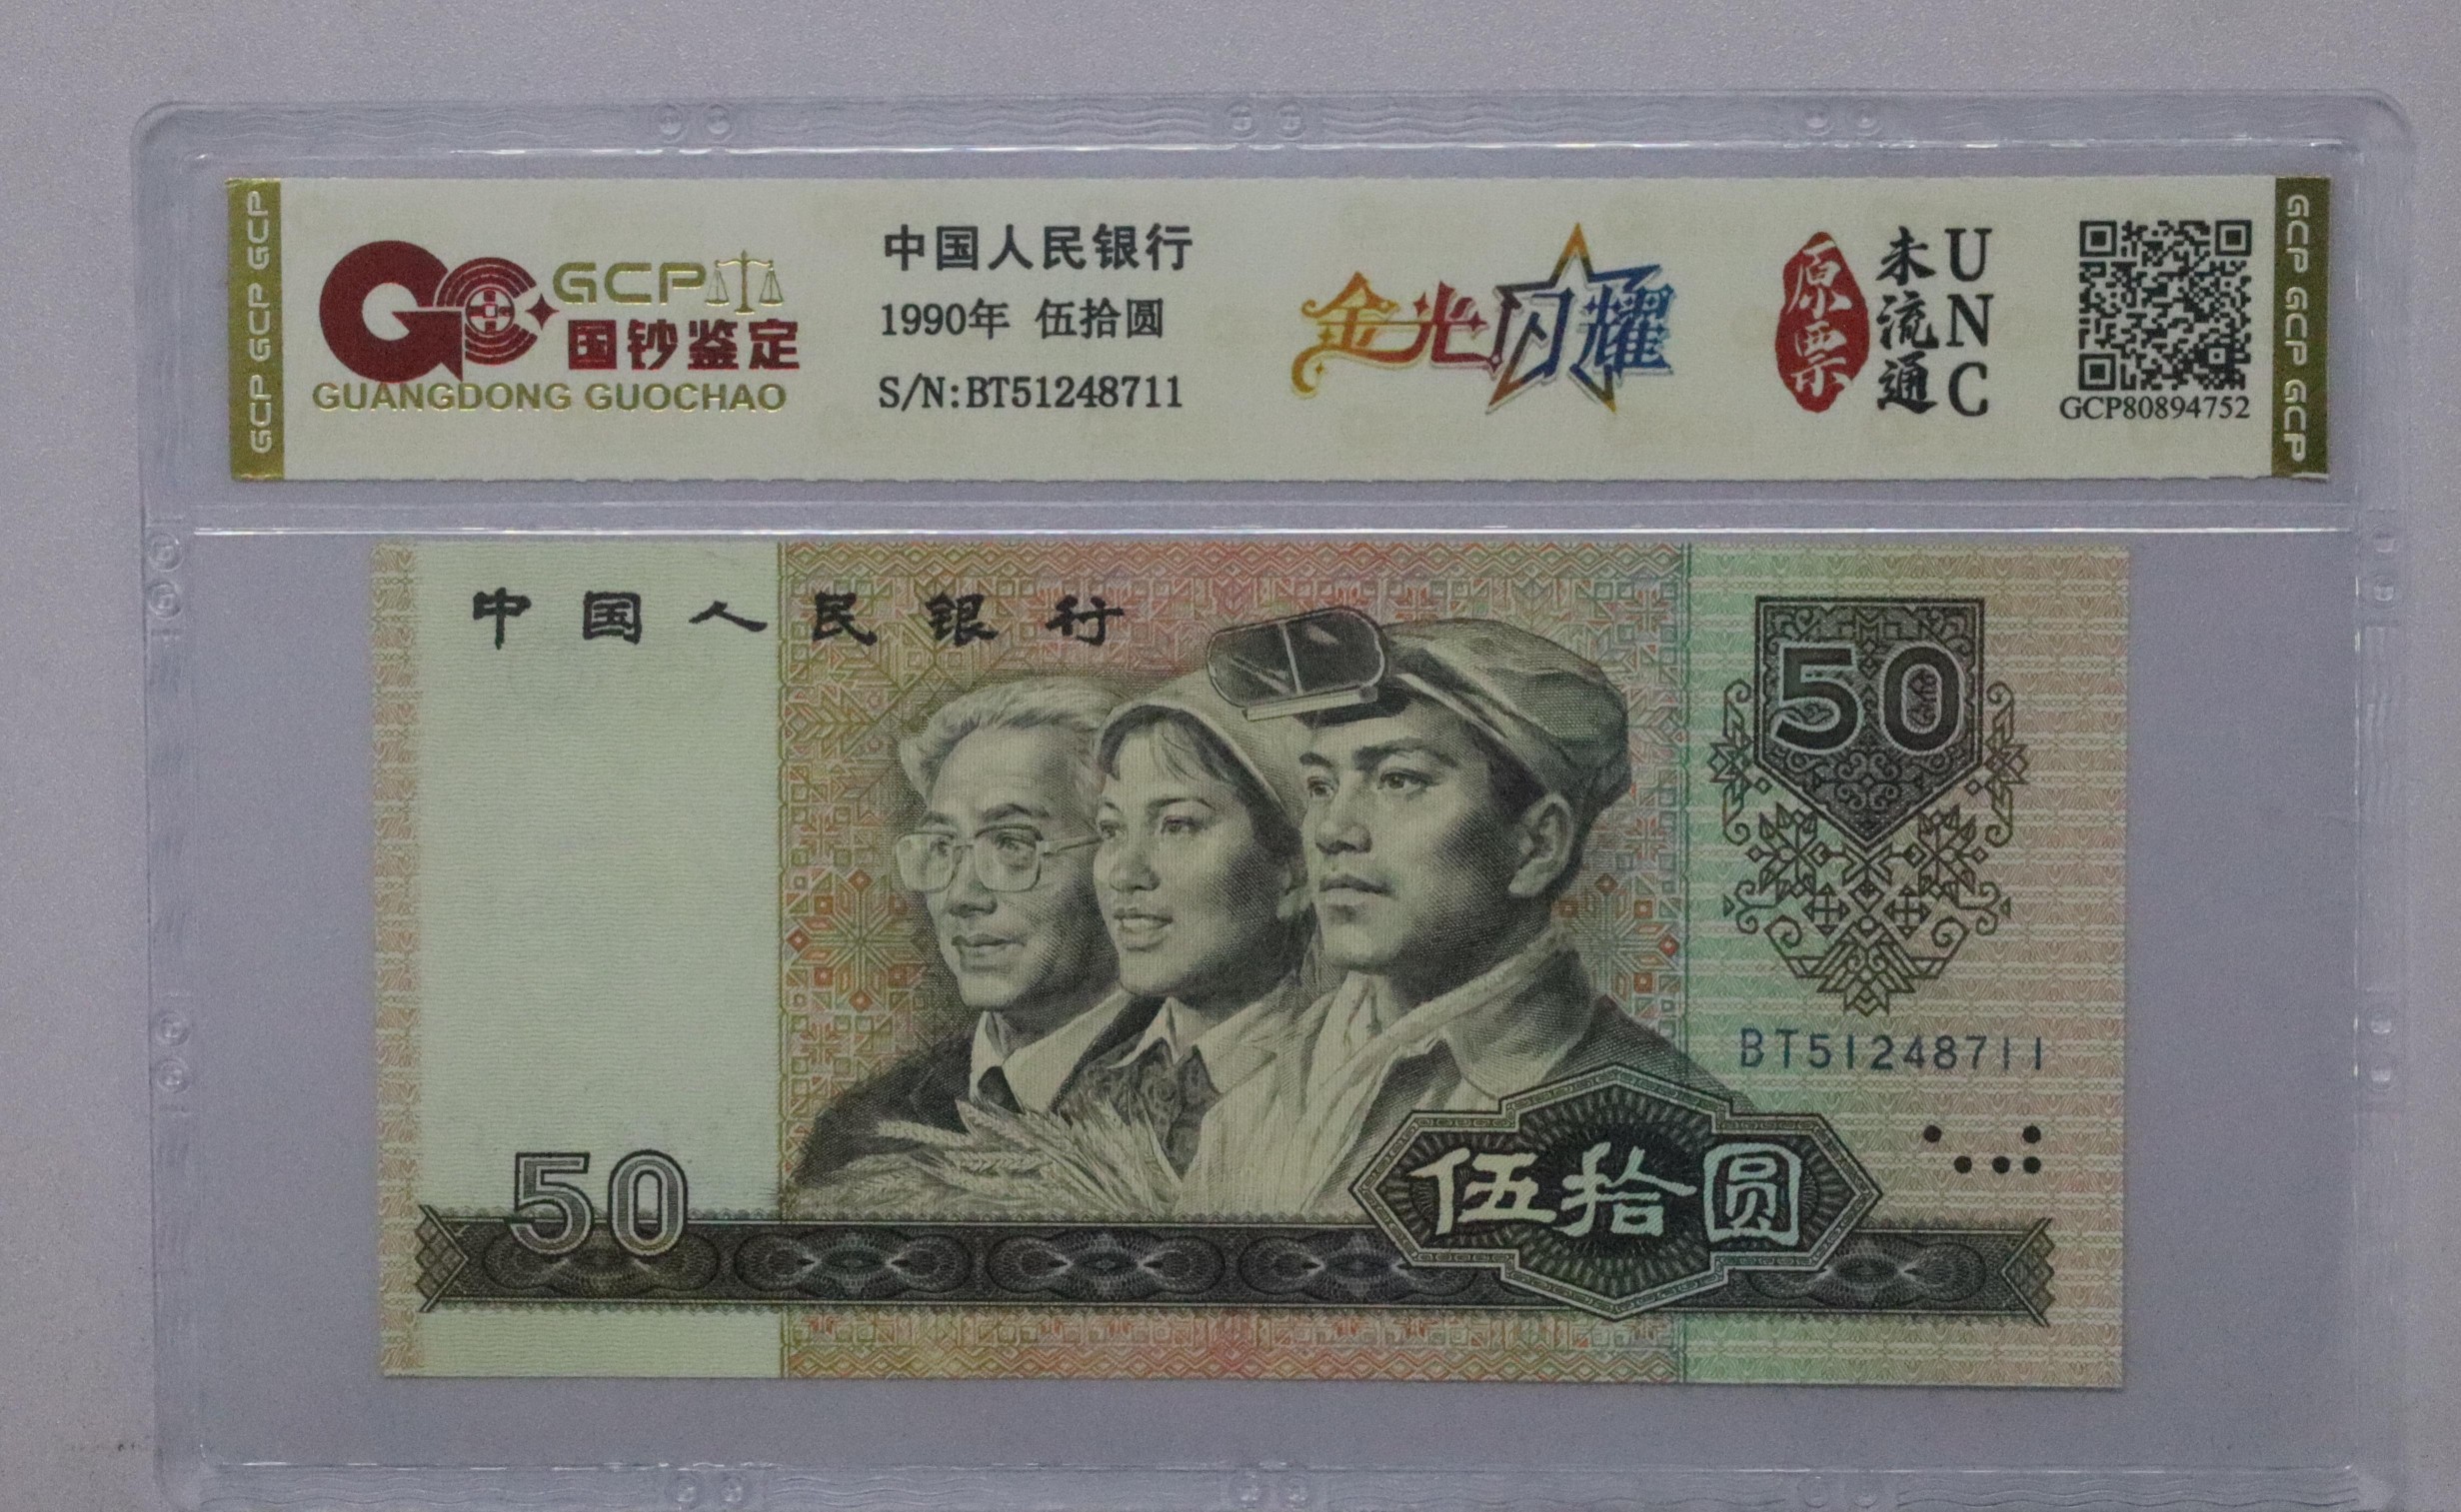 GCP GCP GCP
GCP
国钞鉴定
GUANGDONG GUOCHAO
中国人民银行
1990年 伍拾圆
S/N:BT51248711
金光闪耀
原票
未流通
UNC
GCP80894752
GCP GCP GCP
中国人民银行
50
BT51248711
50
伍拾圆